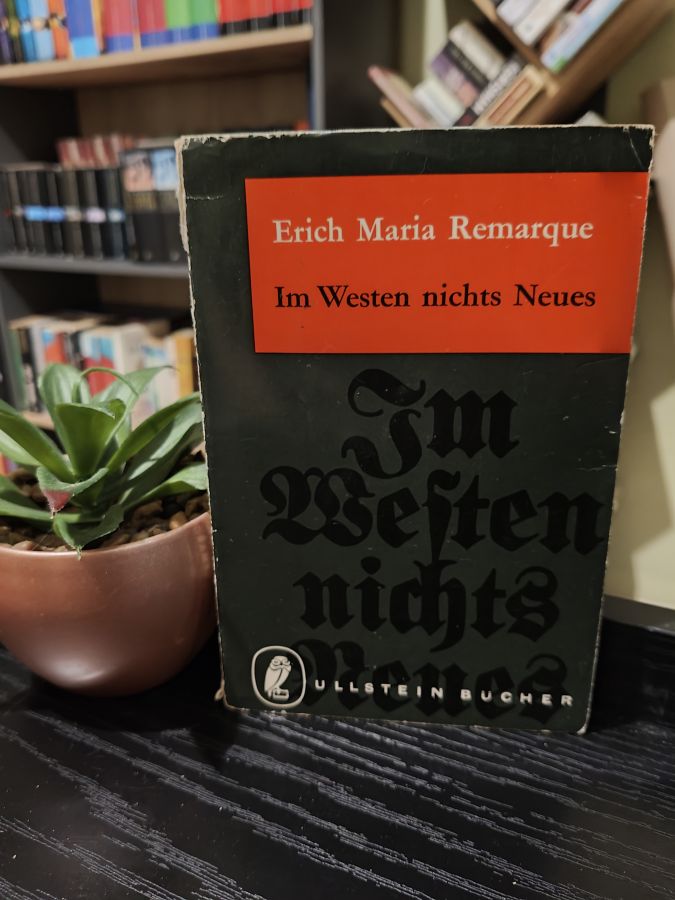 Erich Maria Remarque
Im Westen nichts Neues
Im
Weſten
nichts
Neues
ULLSTEIN BÜCHER